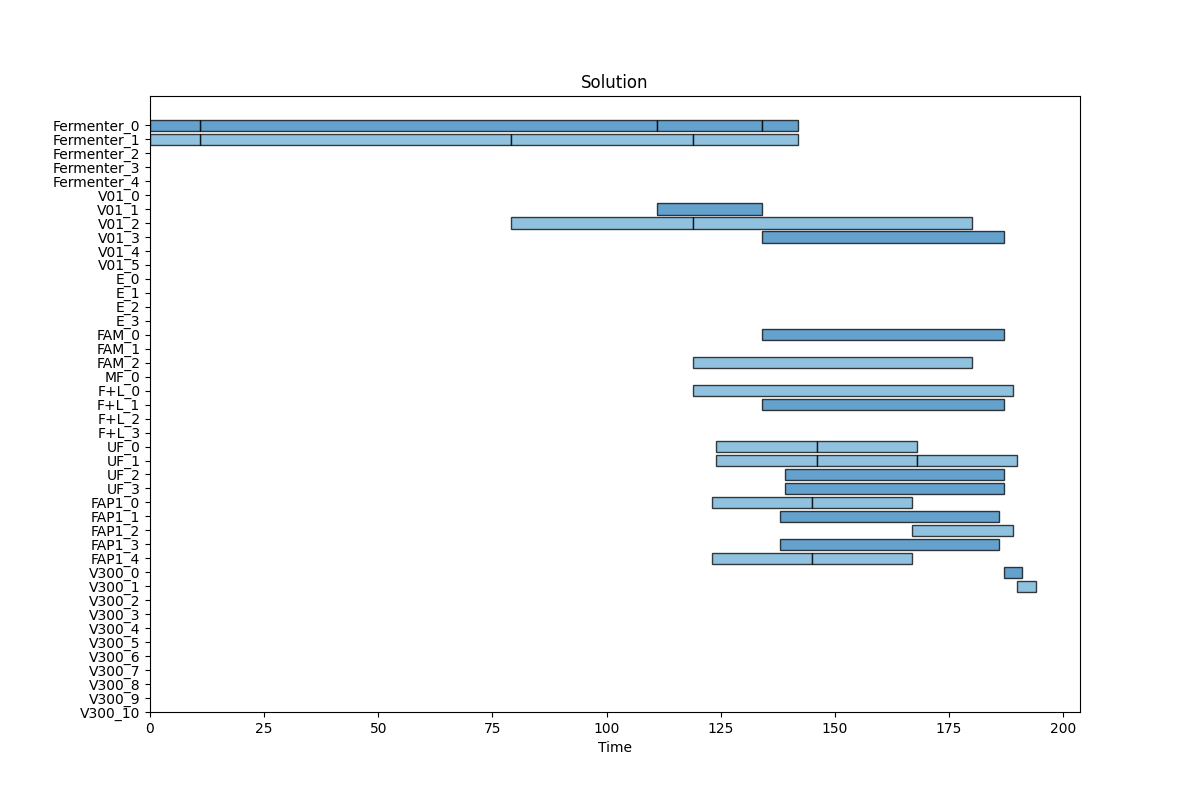 Solution
Fermenter_0
Fermenter_1
Fermenter_2
Fermenter_3
Fermenter_4
V01_0
V01_1
V01_2
V01_3
V01_4
V01_5
E_0
E_1
E_2
E_3
FAM_0
FAM_1
FAM_2
MF_0
F+L_0
F+L_1
F+L_2
F+L_3
UF_0
UF_1
UF_2
UF_3
FAP1_0
FAP1_1
FAP1_2
FAP1_3
FAP1_4
V300_0
V300_1
V300_2
V300_3
V300_4
V300_5
V300_6
V300_7
V300_8
V300_9
V300_10
0 25 50 75 100 125 150 175 200
Time